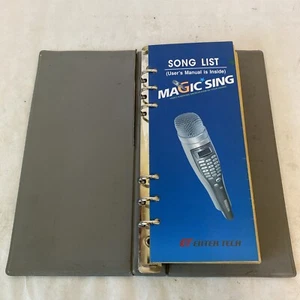 SONG LIST
(User's Manual is Inside)
MAGIC SING
ENTER TECH